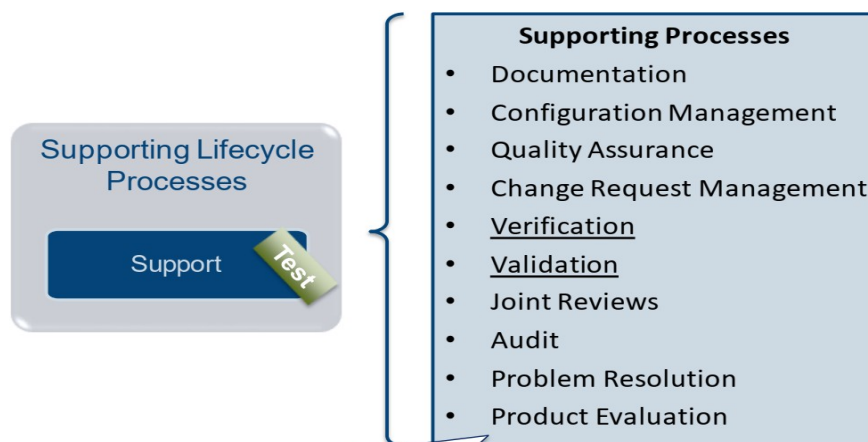 Supporting Lifecycle
Processes
Support
Test
Supporting Processes
• Documentation
• Configuration Management
• Quality Assurance
• Change Request Management
• Verification
• Validation
• Joint Reviews
• Audit
• Problem Resolution
• Product Evaluation